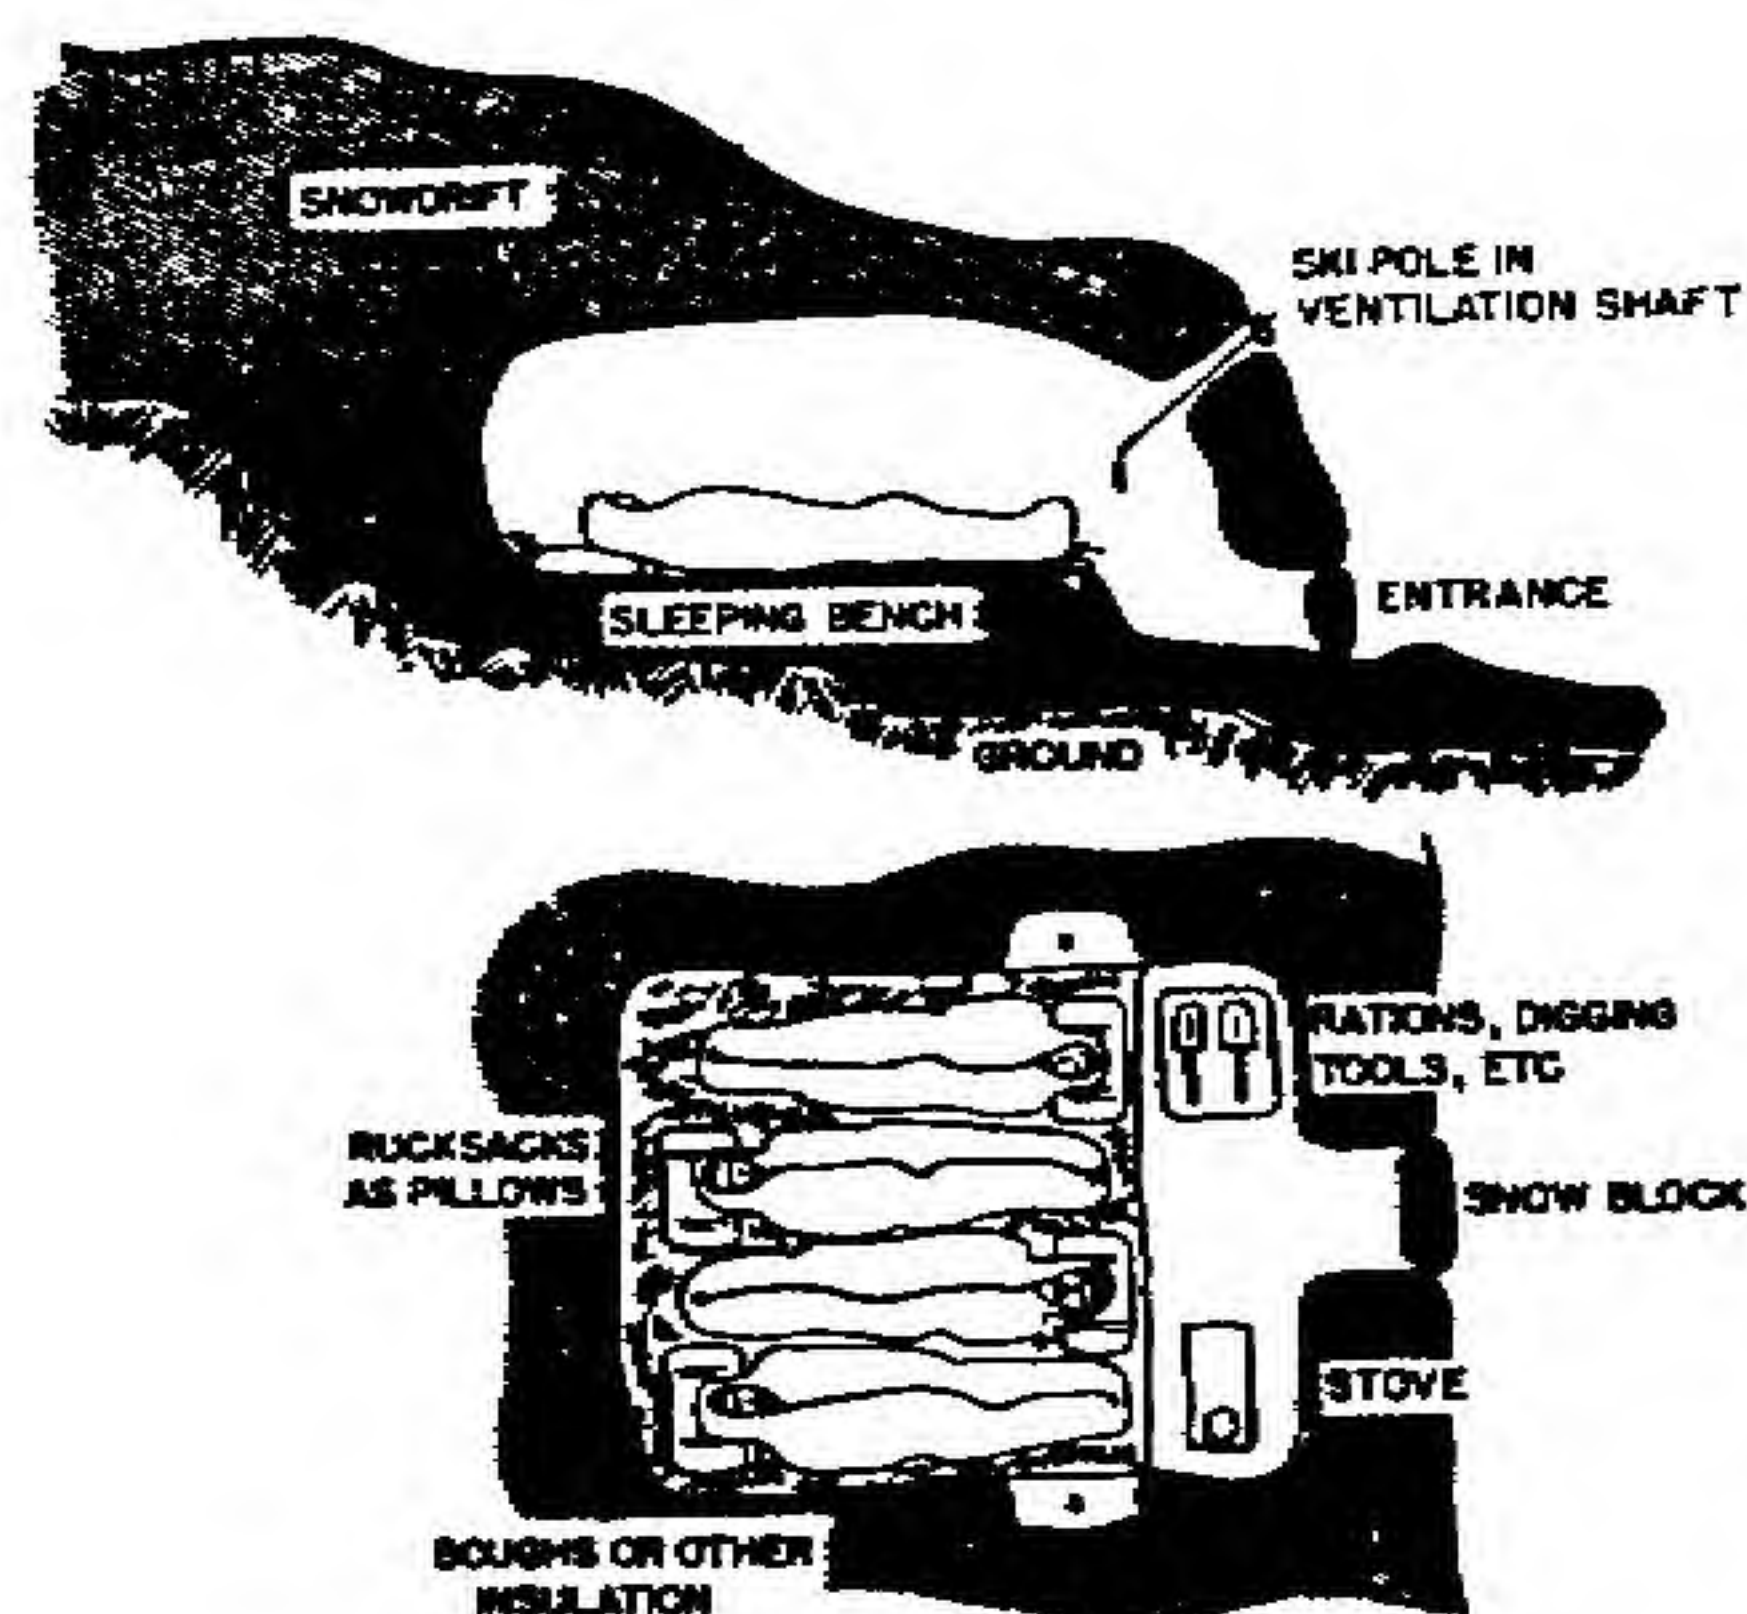 SNOWDRIFT
SKI POLE IN
VENTILATION SHAFT
ENTRANCE
SLEEPING BENCH
GROUND
RATIONS, DIGGING
TOOLS, ETC
RUCKSACKS
AS PILLOWS
SNOW BLOCK
STOVE
BOUGHS OR OTHER
INSULATION